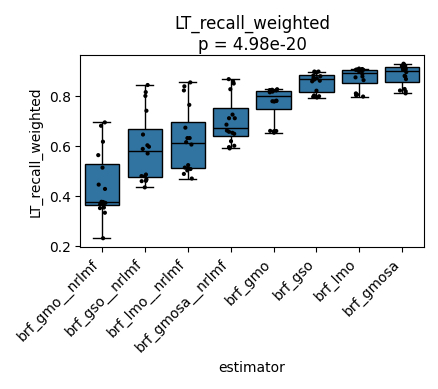 LT_recall_weighted
p = 4.98e-20
LT_recall_weighted
0.8
0.6
0.4
0.2
brf_gmo__nrlmf
brf_gso__nrlmf
brf_lmo__nrlmf
brf_gmosa__nrlmf
brf_gmo
brf_gso
brf_lmo
brf_gmosa
estimator